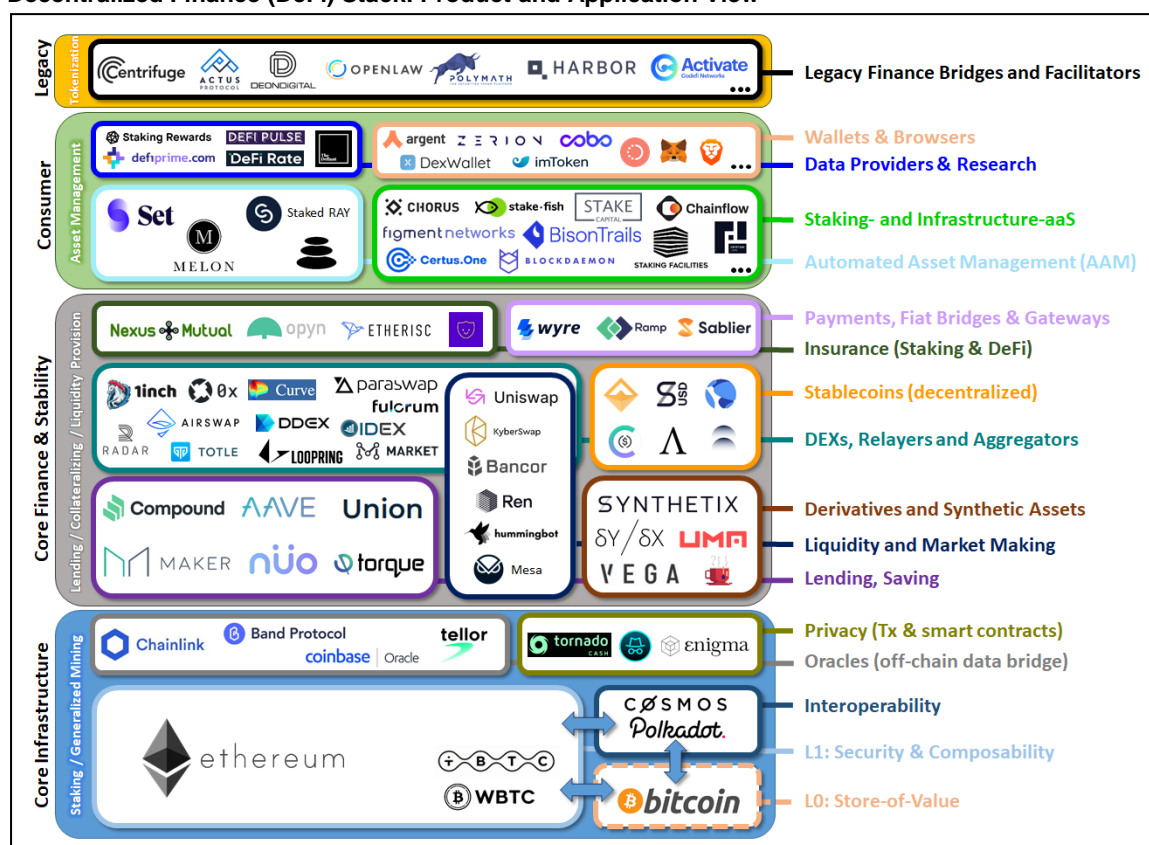 Decentralized Finance (DeFi) Stack: Product and Application View
Legacy
Tokenization
Centrifuge
ACTUS
PROTOCOL
DEONDIGITAL
OPENLAW
POLYMATH
HARBOR
Activate
Codefi Networks
Legacy Finance Bridges and Facilitators
Consumer
Asset Management
Staking Rewards
DEFI PULSE
defiprime.com
DeFi Rate
The
Defiant
argent
ZERION
cobo
DexWallet
imToken
Wallets & Browsers
Data Providers & Research
Set
Staked RAY
M
MELON
CHORUS
stake·fish
STAKE
CAPITAL
Chainflow
figment networks
BisonTrails
Certus.One
BLOCKDAEMON
STAKING FACILITIES
Staking- and Infrastructure-aaS
Automated Asset Management (AAM)
Core Finance & Stability
Lending / Collateralizing / Liquidity Provision
Nexus Mutual
opyn
ETHERISC
wyre
Ramp
Sablier
Payments, Fiat Bridges & Gateways
Insurance (Staking & DeFi)
1inch
0x
Curve
paraswap
fulcrum
AIRSWAP
DDEX
IDEX
RADAR
TOTLE
LOOPRING
MARKET
Uniswap
KyberSwap
Bancor
Ren
hummingbot
Mesa
S
USD
Stablecoins (decentralized)
DEXs, Relayers and Aggregators
Compound
AAVE
Union
MAKER
nüo
torque
SYNTHETIX
δY/δX
UMA
VEGA
Derivatives and Synthetic Assets
Liquidity and Market Making
Lending, Saving
Core Infrastructure
Staking / Generalized Mining
Chainlink
Band Protocol
coinbase | Oracle
tellor
tornado
CASH
enigma
Privacy (Tx & smart contracts)
Oracles (off-chain data bridge)
ethereum
TBTC
WBTC
COSMOS
Polkadot.
bitcoin
Interoperability
L1: Security & Composability
L0: Store-of-Value